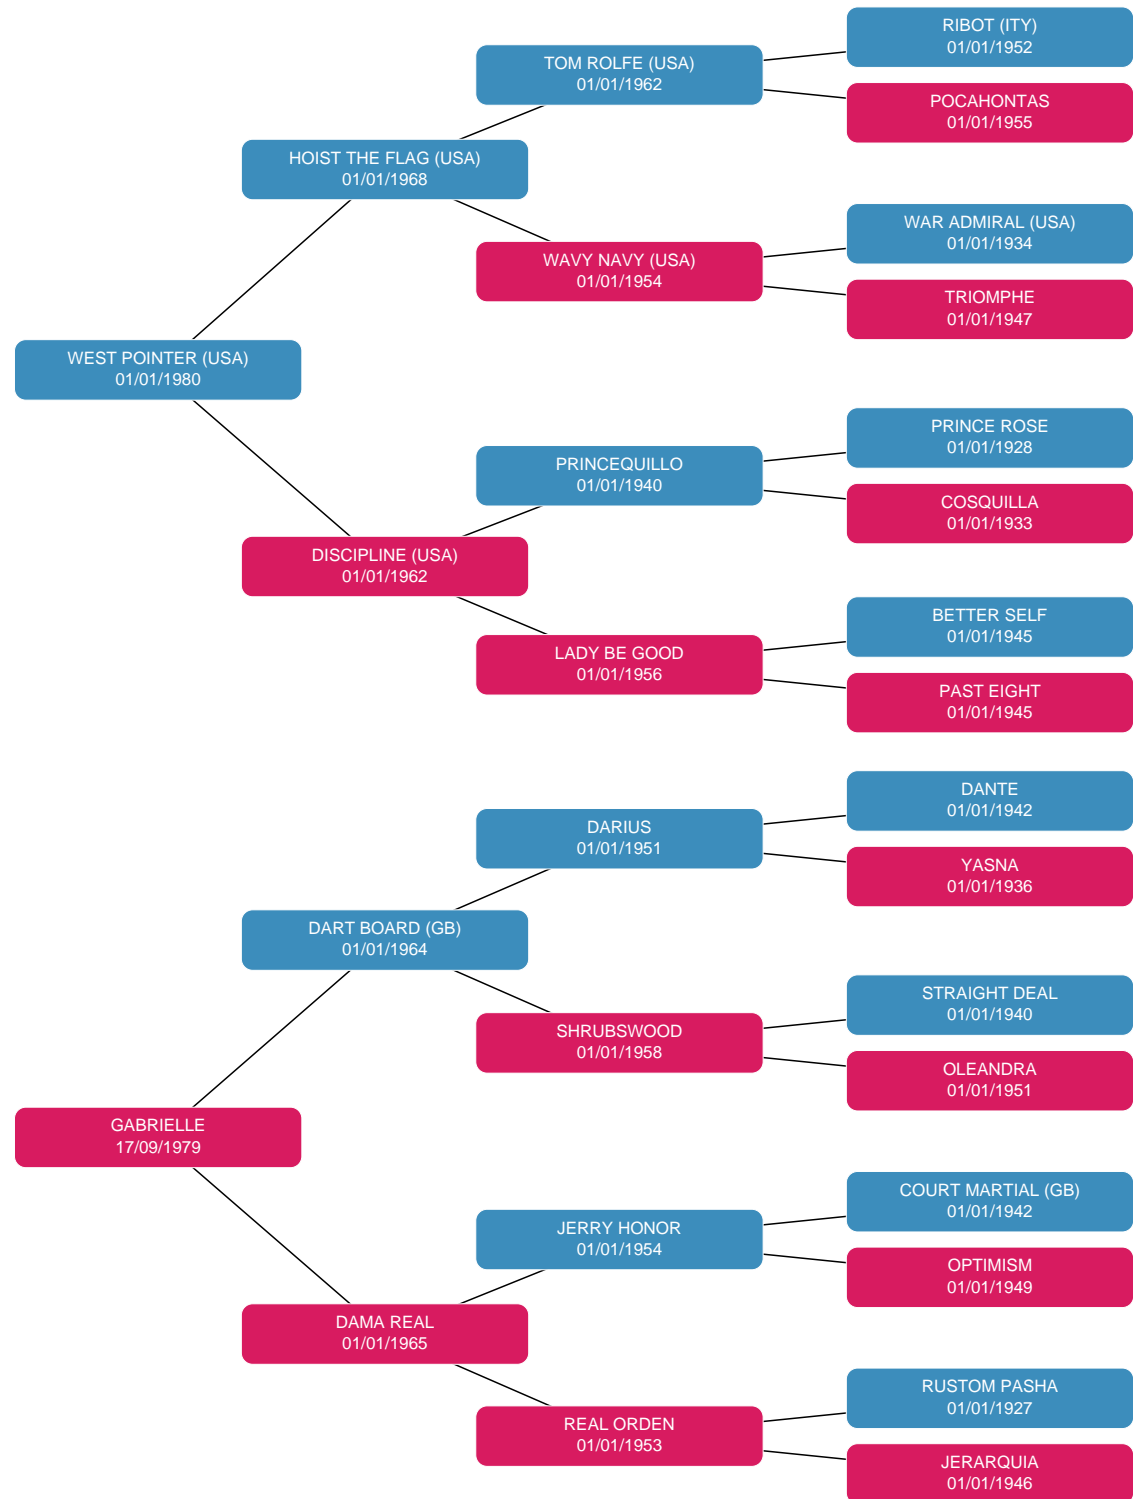 RIBOT (ITY)
01/01/1952
TOM ROLFE (USA)
01/01/1962
POCAHONTAS
01/01/1955
HOIST THE FLAG (USA)
01/01/1968
WAR ADMIRAL (USA)
01/01/1934
WAVY NAVY (USA)
01/01/1954
TRIOMPHE
01/01/1947
WEST POINTER (USA)
01/01/1980
PRINCE ROSE
01/01/1928
PRINCEQUILLO
01/01/1940
COSQUILLA
01/01/1933
DISCIPLINE (USA)
01/01/1962
BETTER SELF
01/01/1945
LADY BE GOOD
01/01/1956
PAST EIGHT
01/01/1945
DANTE
01/01/1942
DARIUS
01/01/1951
YASNA
01/01/1936
DART BOARD (GB)
01/01/1964
STRAIGHT DEAL
01/01/1940
SHRUBSWOOD
01/01/1958
OLEANDRA
01/01/1951
GABRIELLE
17/09/1979
COURT MARTIAL (GB)
01/01/1942
JERRY HONOR
01/01/1954
OPTIMISM
01/01/1949
DAMA REAL
01/01/1965
RUSTOM PASHA
01/01/1927
REAL ORDEN
01/01/1953
JERARQUIA
01/01/1946